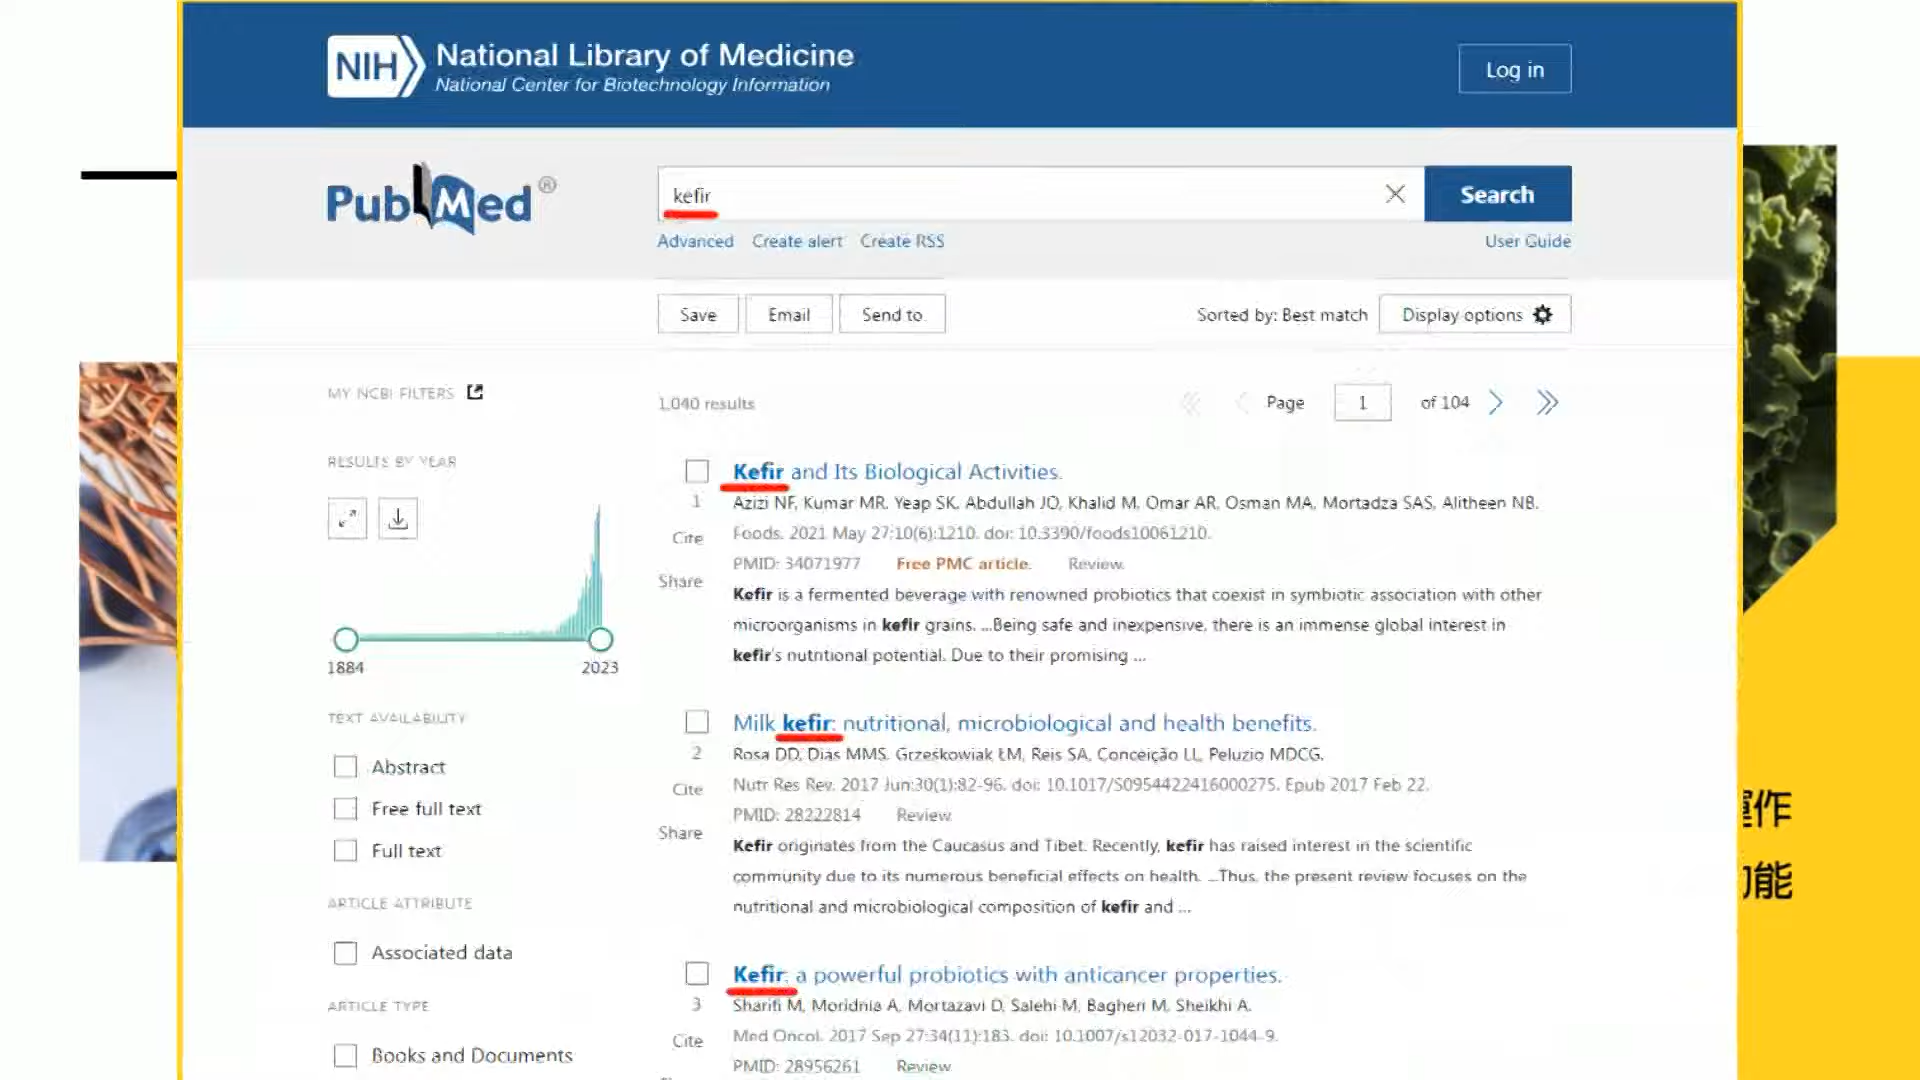 NIH National Library of Medicine
National Center for Biotechnology Information
Log in
PubMed®
kefir
Search
Advanced Create alert Create RSS
User Guide
Save Email Send to
Sorted by: Best match Display options
MY NCBI FILTERS
1,040 results
Page 1 of 104
RESULTS BY YEAR
1884 2023
TEXT AVAILABILITY
Abstract
Free full text
Full text
ARTICLE ATTRIBUTE
Associated data
ARTICLE TYPE
Books and Documents
Kefir and Its Biological Activities.
1
Azizi NF, Kumar MR, Yeap SK, Abdullah JO, Khalid M, Omar AR, Osman MA, Mortadza SAS, Alitheen NB.
Cite
Foods. 2021 May 27;10(6):1210. doi: 10.3390/foods10061210.
PMID: 34071977 Free PMC article. Review.
Share
Kefir is a fermented beverage with renowned probiotics that coexist in symbiotic association with other
microorganisms in kefir grains. ...Being safe and inexpensive, there is an immense global interest in
kefir's nutritional potential. Due to their promising ...
Milk kefir: nutritional, microbiological and health benefits.
2
Rosa DD, Dias MMS, Grześkowiak ŁM, Reis SA, Conceição LL, Peluzio MDCG.
Cite
Nutr Res Rev. 2017 Jun;30(1):82-96. doi: 10.1017/S0954422416000275. Epub 2017 Feb 22.
PMID: 28222814 Review.
Share
Kefir originates from the Caucasus and Tibet. Recently, kefir has raised interest in the scientific
community due to its numerous beneficial effects on health. ...Thus, the present review focuses on the
nutritional and microbiological composition of kefir and ...
Kefir: a powerful probiotics with anticancer properties.
3
Sharifi M, Moridnia A, Mortazavi D, Salehi M, Bagheri M, Sheikhi A.
Cite
Med Oncol. 2017 Sep 27;34(11):183. doi: 10.1007/s12032-017-1044-9.
PMID: 28956261 Review.
作
能